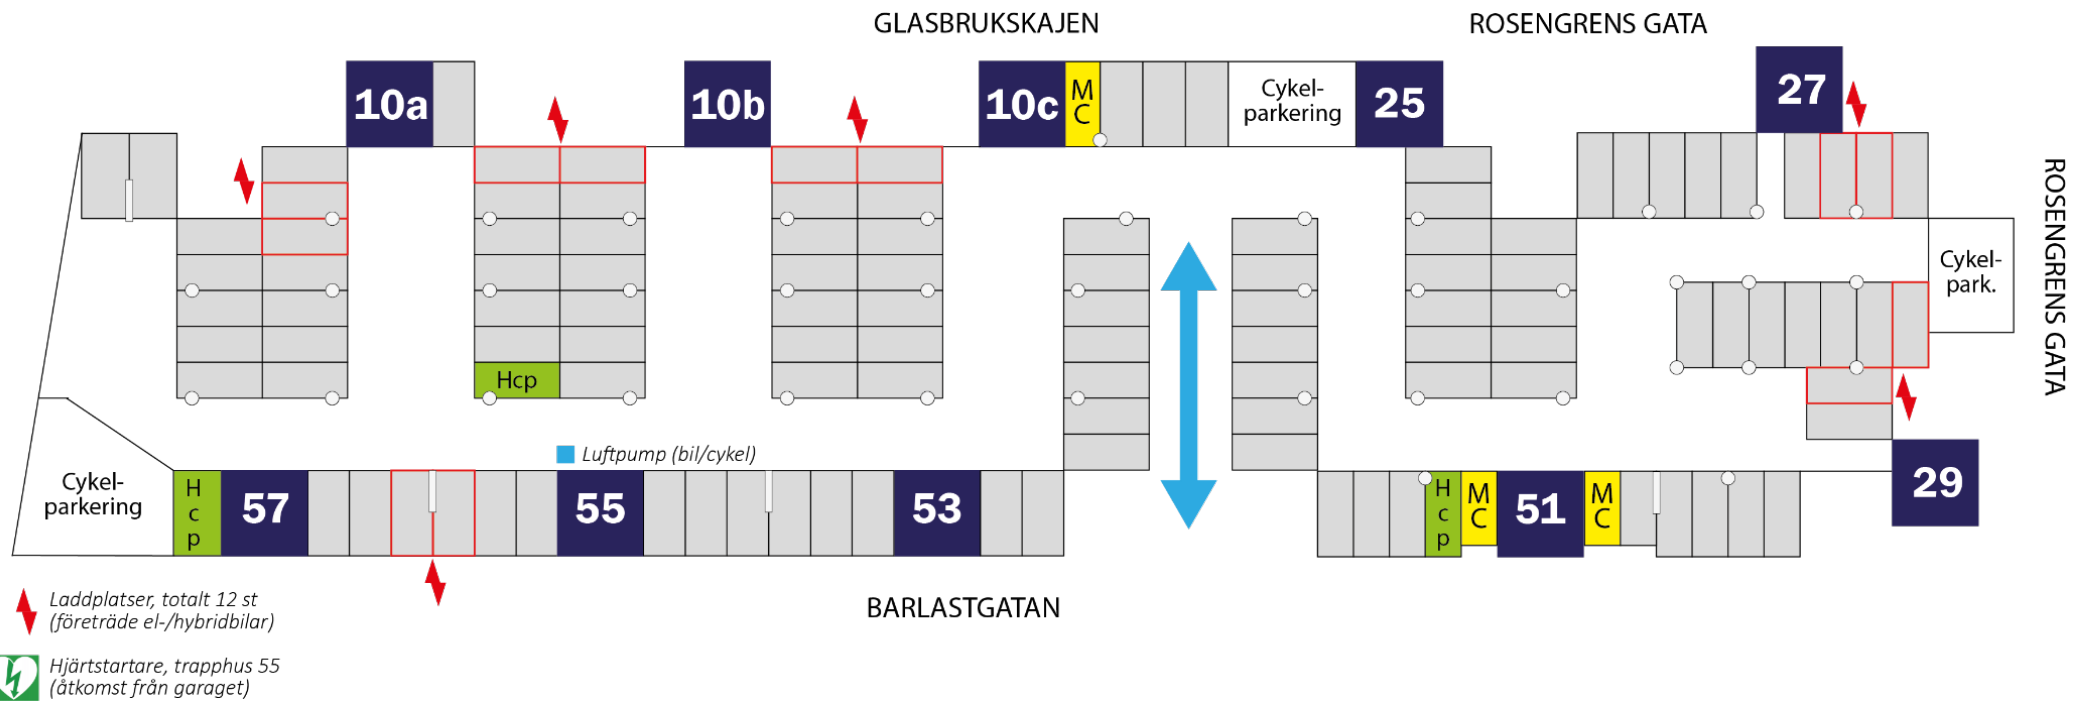 GLASBRUKSKAJEN
ROSENGRENS GATA
10a
10b
10c
M
C
Cykel-
parkering
25
27
ROSENGRENS GATA
Cykel-
park.
Hcp
Luftpump (bil/cykel)
Cykel-
parkering
H
c
p
57
55
53
H
c
p
M
C
51
M
C
29
BARLASTGATAN
Laddplatser, totalt 12 st
(företräde el-/hybridbilar)
Hjärtstartare, trapphus 55
(åtkomst från garaget)